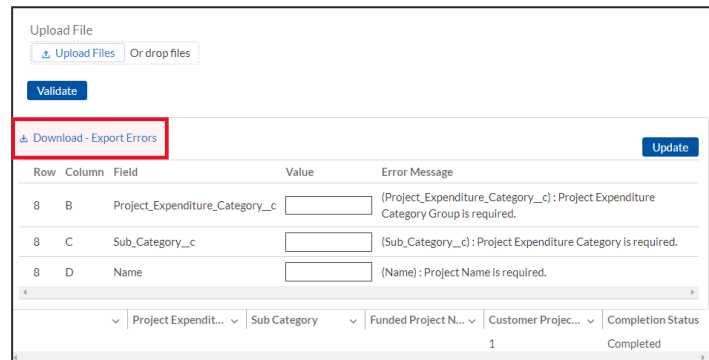 Upload File
Upload Files Or drop files
Validate
Download - Export Errors
Update
Row Column Field Value Error Message
8 B Project_Expenditure_Category__c (Project_Expenditure_Category__c) : Project Expenditure
Category Group is required.
8 C Sub_Category__c (Sub_Category__c) : Project Expenditure Category is required.
8 D Name (Name) : Project Name is required.
Project Expendit... Sub Category Funded Project N... Customer Projec... Completion Status
1 Completed